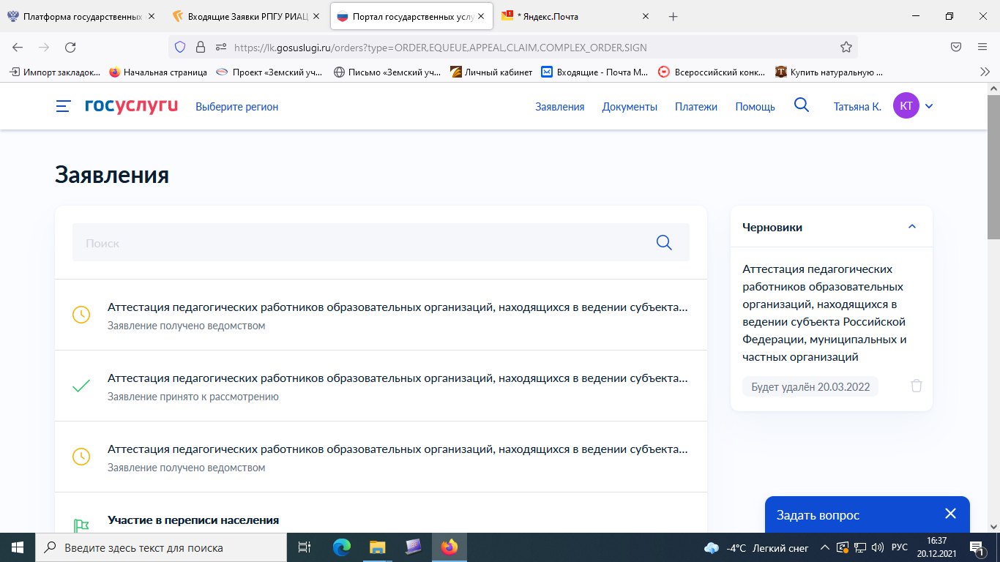 Платформа государственных
Входящие Заявки РПГУ РИАЦ
Портал государственных услу
1
* Яндекс.Почта
https://lk.gosuslugi.ru/orders?type=ORDER,EQUEUE,APPEAL,CLAIM,COMPLEX_ORDER,SIGN
Импорт закладок...
Начальная страница
Проект «Земский уч...
Письмо «Земский уч...
Личный кабинет
Входящие - Почта М...
Всероссийский конк...
Купить натуральную ...
госуслуги
Выберите регион
Заявления
Документы
Платежи
Помощь
Татьяна К.
КТ
Заявления
Поиск
Аттестация педагогических работников образовательных организаций, находящихся в ведении субъекта...
Заявление получено ведомством
Аттестация педагогических работников образовательных организаций, находящихся в ведении субъекта...
Заявление принято к рассмотрению
Аттестация педагогических работников образовательных организаций, находящихся в ведении субъекта...
Заявление получено ведомством
Участие в переписи населения
Черновики
Аттестация педагогических
работников образовательных
организаций, находящихся в
ведении субъекта Российской
Федерации, муниципальных и
частных организаций
Будет удалён 20.03.2022
Задать вопрос
Введите здесь текст для поиска
-4°C Легкий снег
РУС
16:37
20.12.2021
1